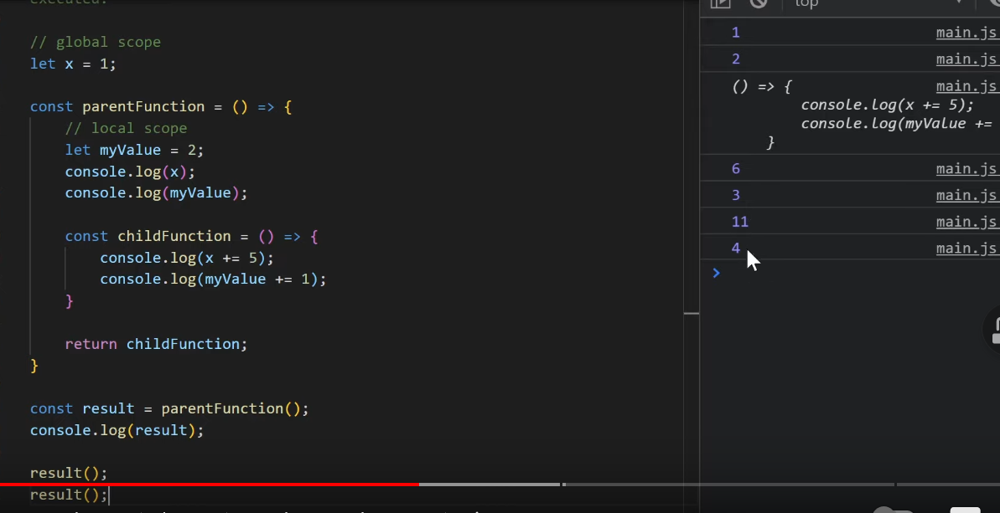 executed.
// global scope
let x = 1;
const parentFunction = () => {
// local scope
let myValue = 2;
console.log(x);
console.log(myValue);
const childFunction = () => {
console.log(x += 5);
console.log(myValue += 1);
}
return childFunction;
}
const result = parentFunction();
console.log(result);
result();
result();
top
1 main.js
2 main.js
() => { main.js
console.log(x += 5);
console.log(myValue +=
}
6 main.js
3 main.js
11 main.js
4 main.js
>